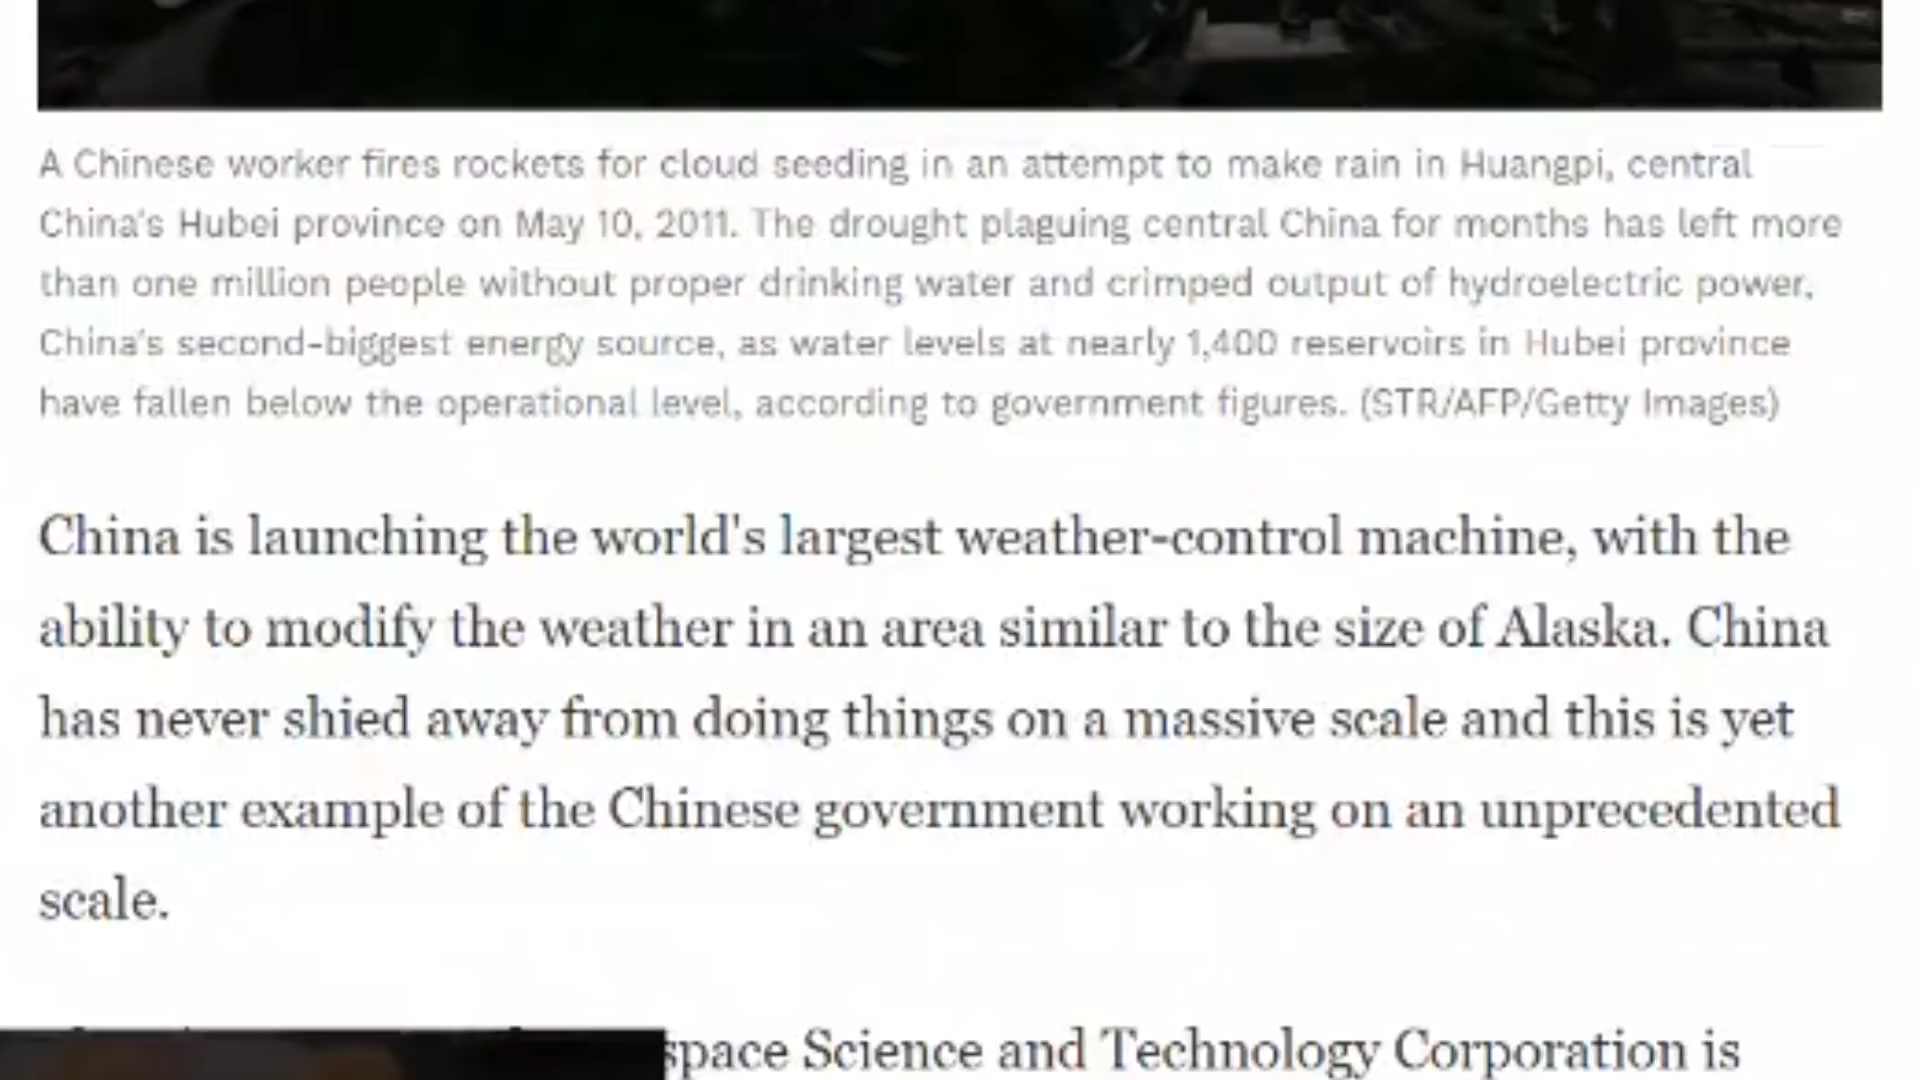 A Chinese worker fires rockets for cloud seeding in an attempt to make rain in Huangpi, central
China's Hubei province on May 10, 2011. The drought plaguing central China for months has left more
than one million people without proper drinking water and crimped output of hydroelectric power,
China's second-biggest energy source, as water levels at nearly 1,400 reservoirs in Hubei province
have fallen below the operational level, according to government figures. (STR/AFP/Getty Images)
China is launching the world's largest weather-control machine, with the
ability to modify the weather in an area similar to the size of Alaska. China
has never shied away from doing things on a massive scale and this is yet
another example of the Chinese government working on an unprecedented
scale.
space Science and Technology Corporation is